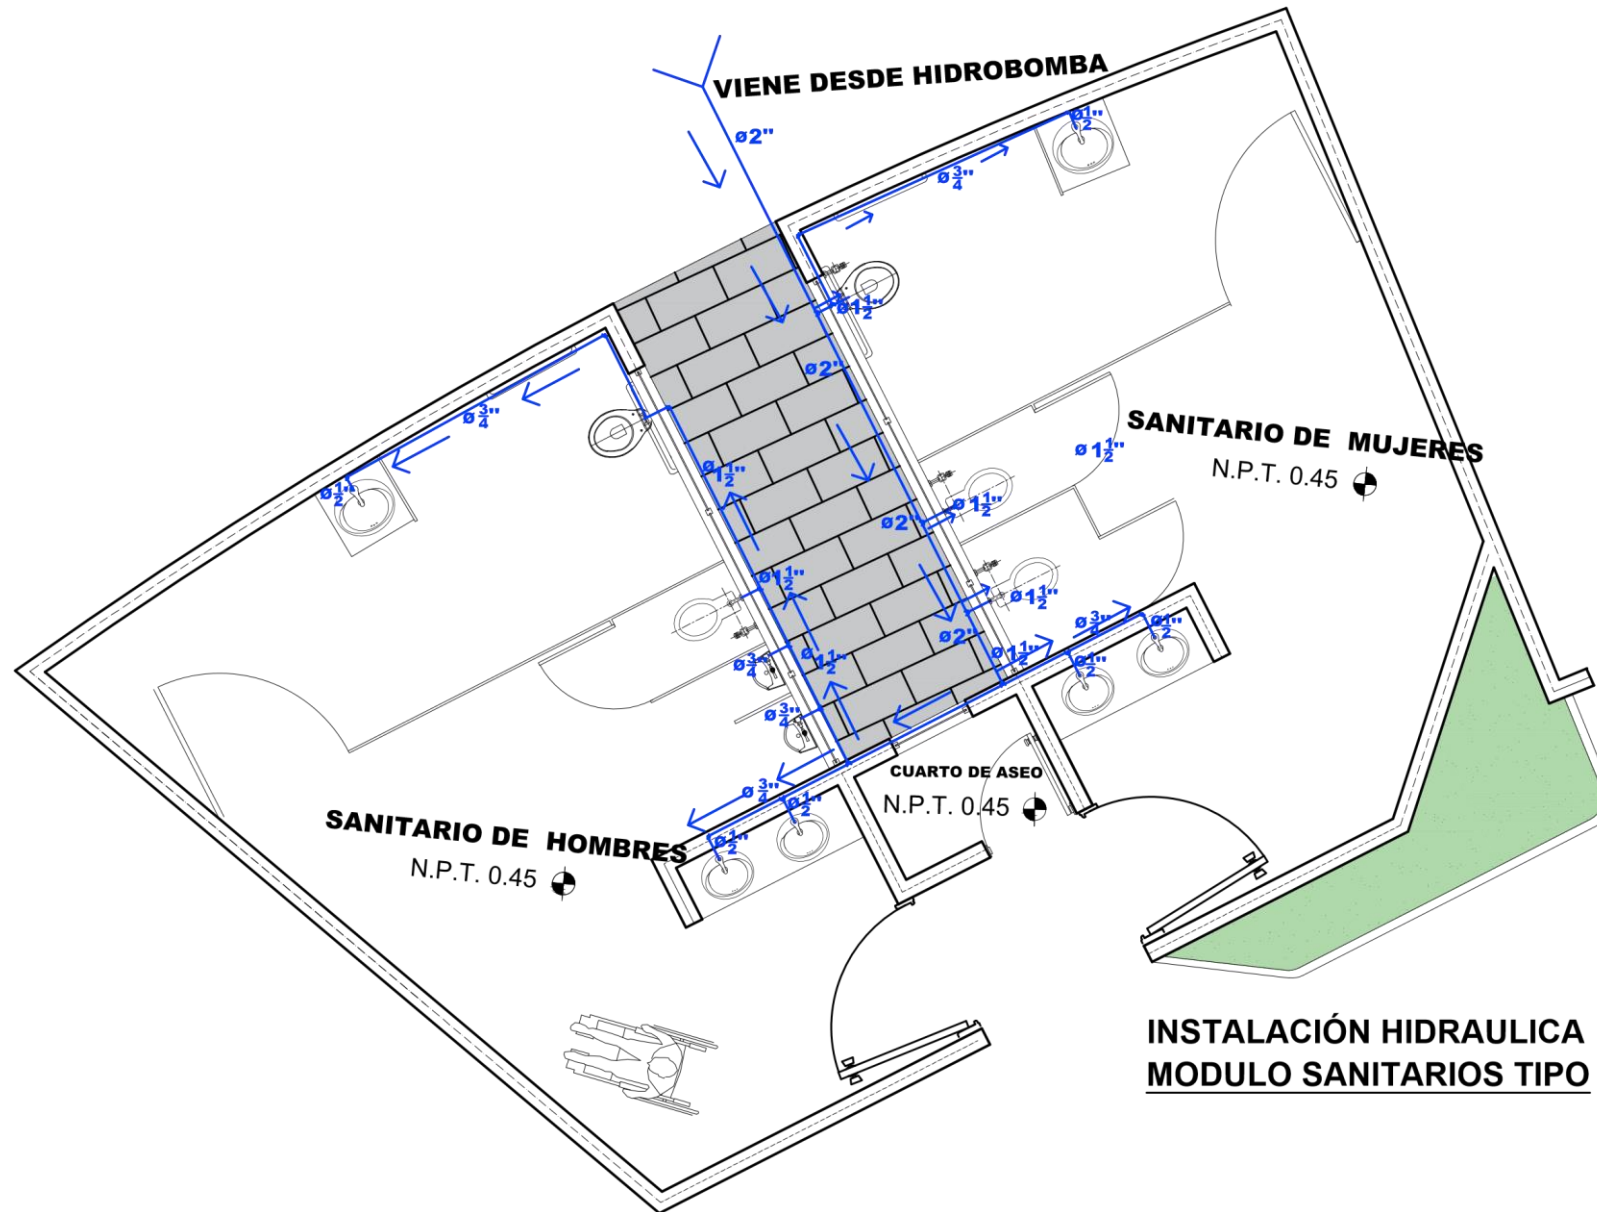 VIENE DESDE HIDROBOMBA
ø2"
ø1/2"
ø3/4"
ø1 1/2"
ø2"
ø3/4"
ø1/2"
SANITARIO DE MUJERES
N.P.T. 0.45
ø1 1/2"
ø1 1/2"
ø1 1/2"
ø2"
ø1 1/2"
ø1 1/2"
ø2"
ø1 1/2"
ø3/4"
ø1/2"
ø1/2"
ø3/4"
ø1 1/2"
ø3/4"
ø3/4"
ø1/2"
ø1/2"
CUARTO DE ASEO
N.P.T. 0.45
SANITARIO DE HOMBRES
N.P.T. 0.45
INSTALACIÓN HIDRAULICA
MODULO SANITARIOS TIPO